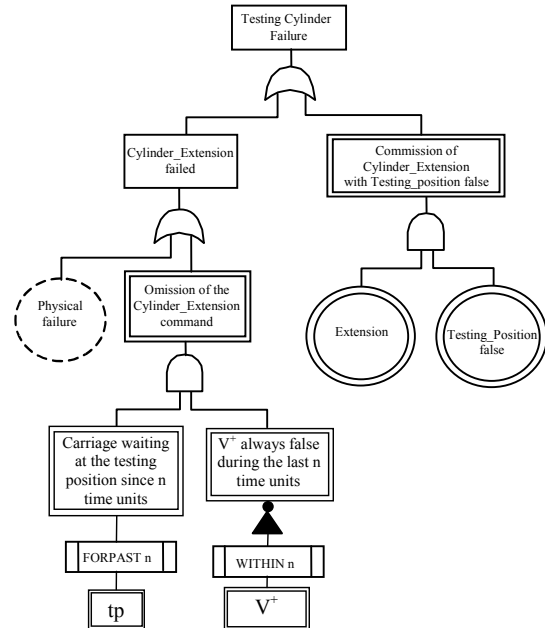 Testing Cylinder
Failure
Cylinder_Extension
failed
Commission of
Cylinder_Extension
with Testing_position false
Physical
failure
Omission of the
Cylinder_Extension
command
Extension
Testing_Position
false
Carriage waiting
at the testing
position since n
time units
V⁺ always false
during the last n
time units
FORPAST n
WITHIN n
tp
V⁺